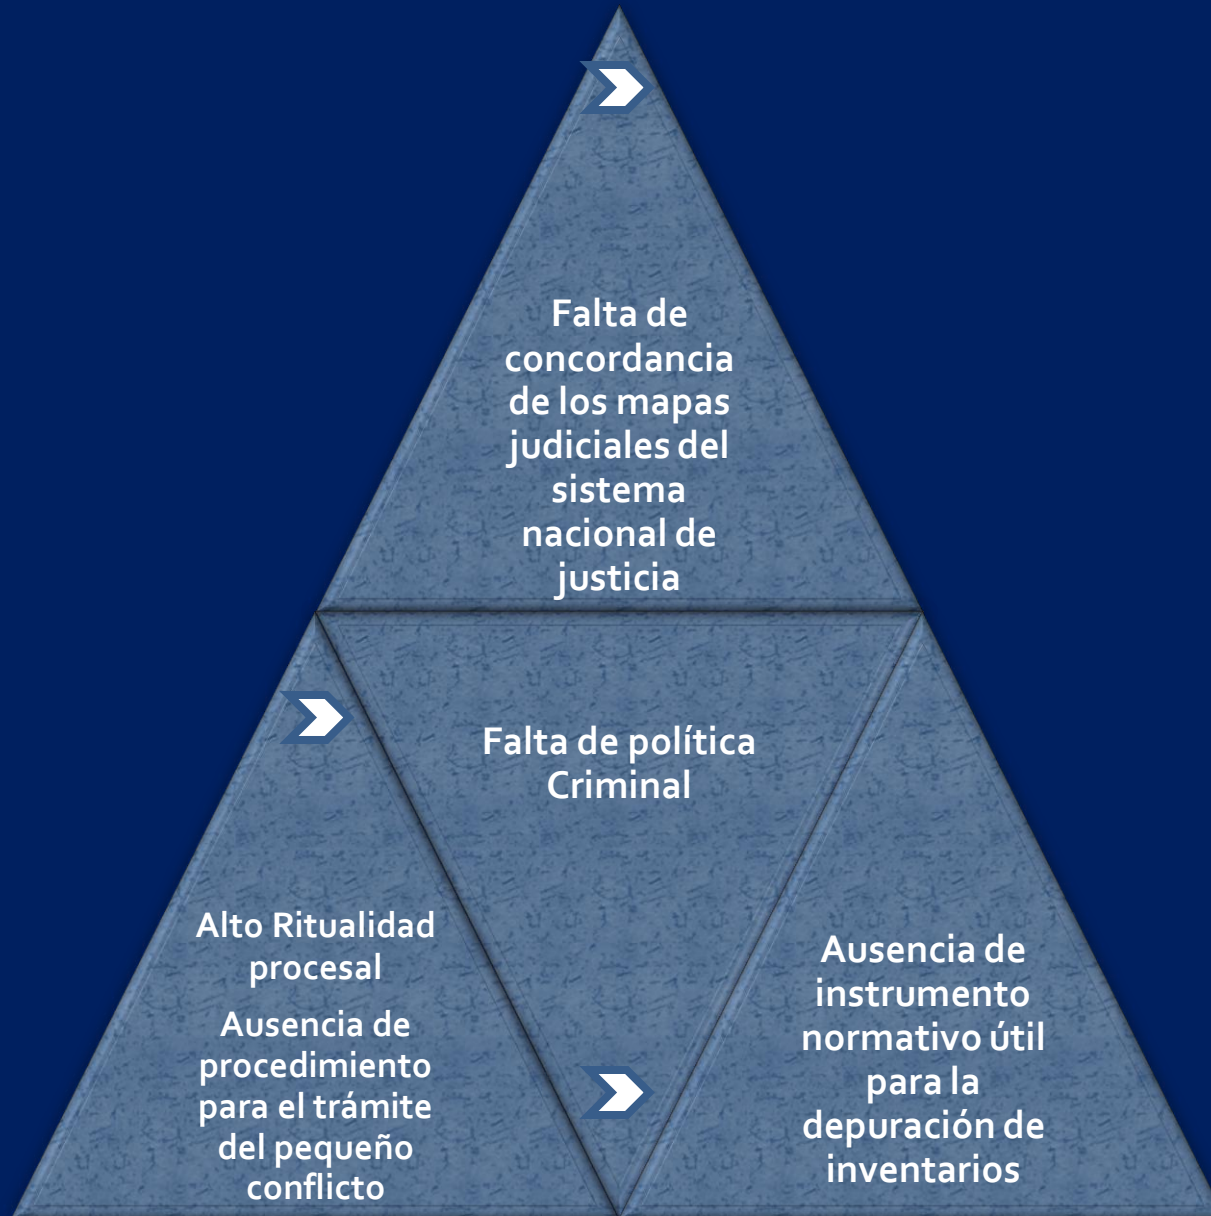 Falta de
concordancia
de los mapas
judiciales del
sistema
nacional de
justicia
Falta de política
Criminal
Alto Ritualidad
procesal
Ausencia de
procedimiento
para el trámite
del pequeño
conflicto
Ausencia de
instrumento
normativo útil
para la
depuración de
inventarios